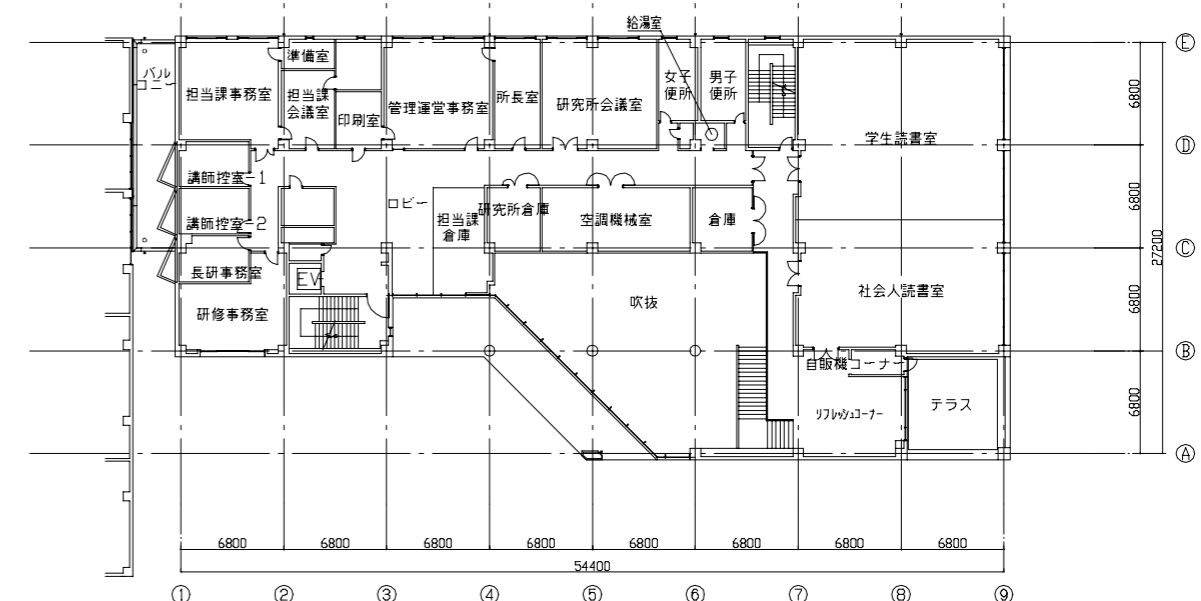 給湯室
準備室
バル
コニー
担当課事務室
担当課
会議室
印刷室
管理運営事務室
所長室
研究所会議室
女子
便所
男子
便所
学生読書室
講師控室-1
講師控室-2
ロビー
担当課
倉庫
研究所倉庫
空調機械室
倉庫
長研事務室
EV
研修事務室
吹抜
社会人読書室
自販機コーナー
リフレッシュコーナー
テラス
E
D
C
B
A
6800
6800
6800
6800
27200
6800
6800
6800
6800
6800
6800
6800
6800
54400
①
②
③
④
⑤
⑥
⑦
⑧
⑨